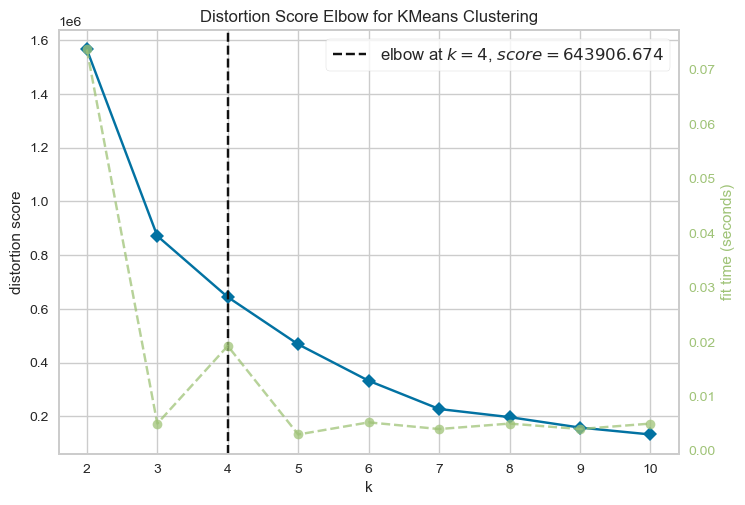 Distortion Score Elbow for KMeans Clustering
1e6
elbow at k = 4, score = 643906.674
1.6
1.4
1.2
1.0
0.8
0.6
0.4
0.2
distortion score
0.07
0.06
0.05
0.04
0.03
0.02
0.01
0.00
fit time (seconds)
2 3 4 5 6 7 8 9 10
k